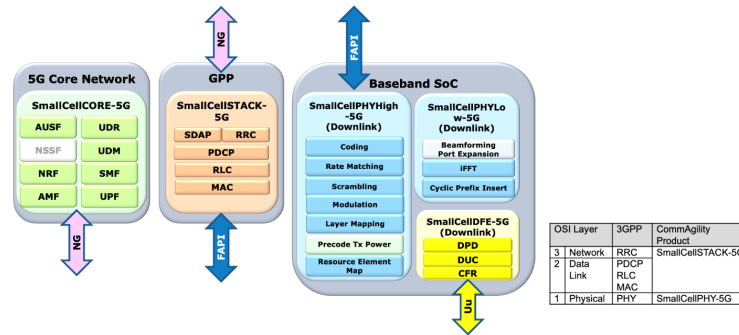 NG
FAPI
5G Core Network
SmallCellCORE-5G
AUSF
UDR
NSSF
UDM
NRF
SMF
AMF
UPF
NG
GPP
SmallCellSTACK-
5G
SDAP
RRC
PDCP
RLC
MAC
FAPI
Baseband SoC
SmallCellPHYHigh
-5G
(Downlink)
Coding
Rate Matching
Scrambling
Modulation
Layer Mapping
Precode Tx Power
Resource Element
Map
SmallCellPHYLo
w-5G
(Downlink)
Beamforming
Port Expansion
iFFT
Cyclic Prefix Insert
SmallCellDFE-5G
(Downlink)
DPD
DUC
CFR
Uu
OSI Layer 3GPP CommAgility
Product
3 Network RRC SmallCellSTACK-5G
2 Data PDCP
Link RLC
MAC
1 Physical PHY SmallCellPHY-5G